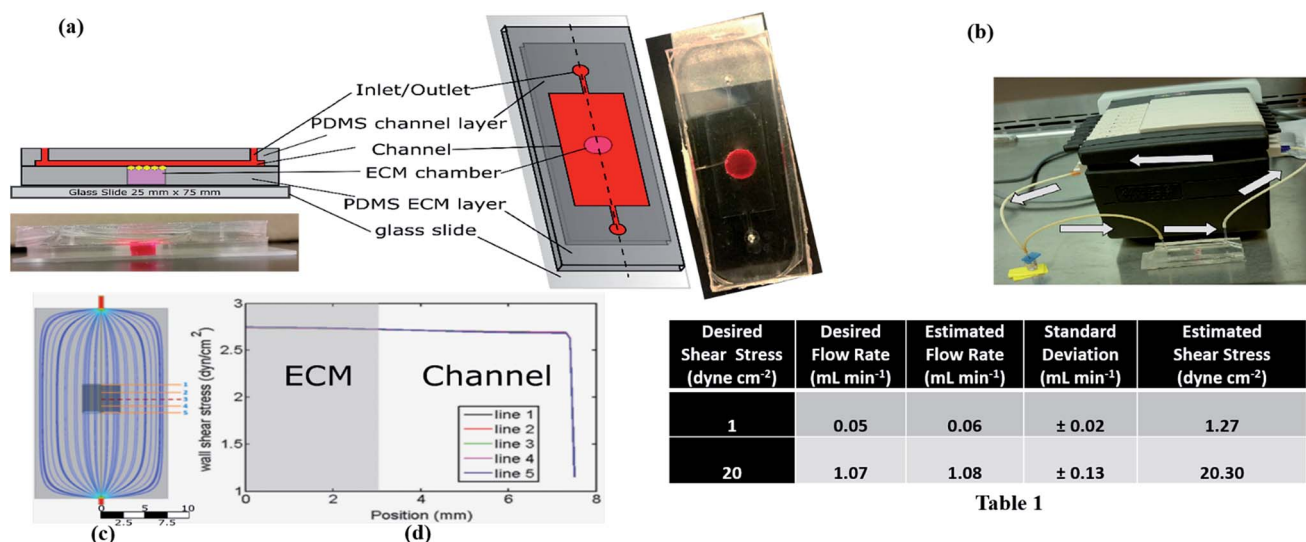 (a)
Inlet/Outlet
PDMS channel layer
Channel
ECM chamber
PDMS ECM layer
glass slide
Glass Slide 25 mm x 75 mm
(b)
1
2
3
4
5
0 5 10
2.5 7.5
(c)
wall shear stress (dyn/cm²)
3
2.5
2
1.5
1
ECM Channel
line 1
line 2
line 3
line 4
line 5
0 2 4 6 8
Position (mm)
(d)
Desired Shear Stress (dyne cm⁻²) Desired Flow Rate (mL min⁻¹) Estimated Flow Rate (mL min⁻¹) Standard Deviation (mL min⁻¹) Estimated Shear Stress (dyne cm⁻²)
1 0.05 0.06 ± 0.02 1.27
20 1.07 1.08 ± 0.13 20.30
Table 1